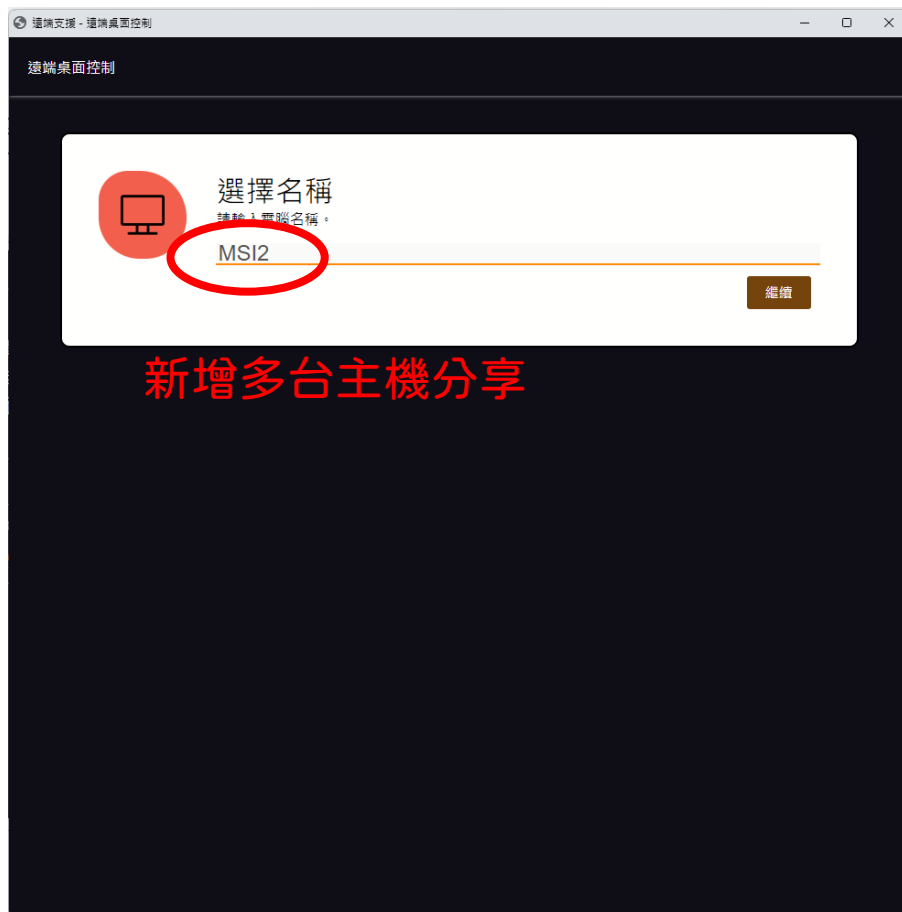 遠端支援 - 遠端桌面控制
遠端桌面控制
選擇名稱
請輸入電腦名稱。
MSI2
繼續
新增多台主機分享